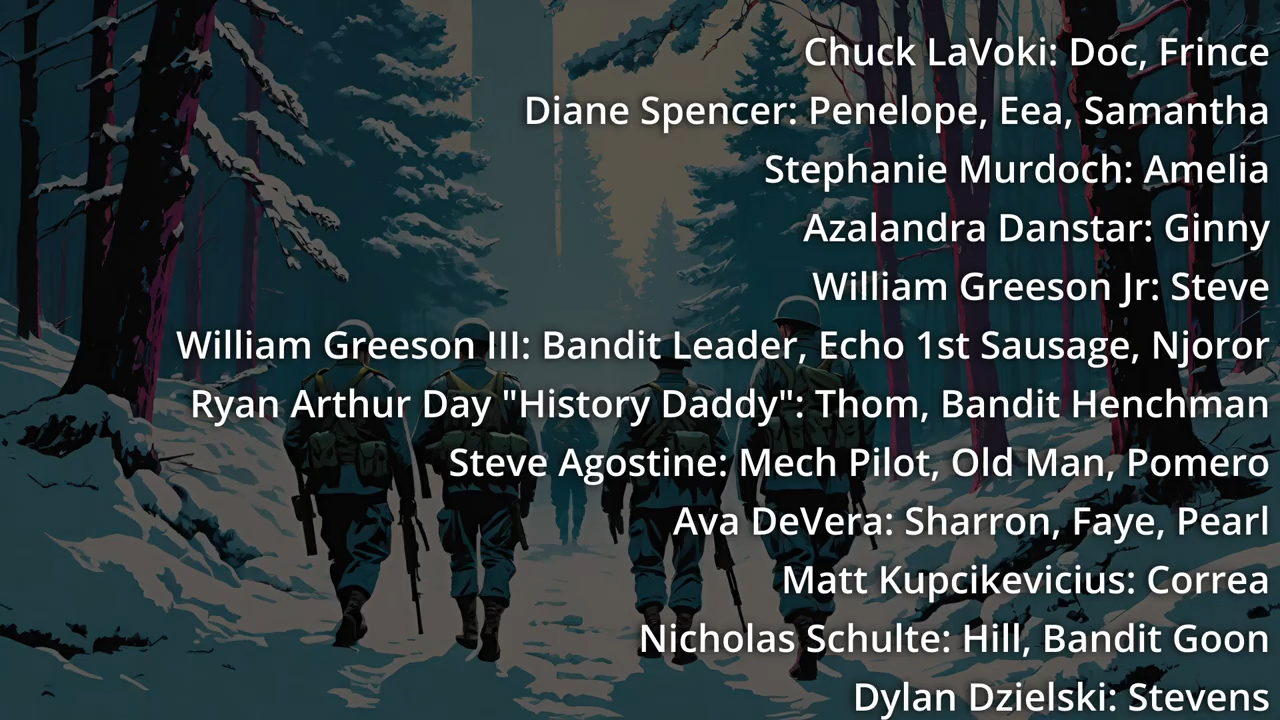 Chuck LaVoki: Doc, Frince
Diane Spencer: Penelope, Eea, Samantha
Stephanie Murdoch: Amelia
Azalandra Danstar: Ginny
William Greeson Jr: Steve
William Greeson III: Bandit Leader, Echo 1st Sausage, Njoror
Ryan Arthur Day "History Daddy": Thom, Bandit Henchman
Steve Agostine: Mech Pilot, Old Man, Pomero
Ava DeVera: Sharron, Faye, Pearl
Matt Kupcikevicius: Correa
Nicholas Schulte: Hill, Bandit Goon
Dylan Dzielski: Stevens